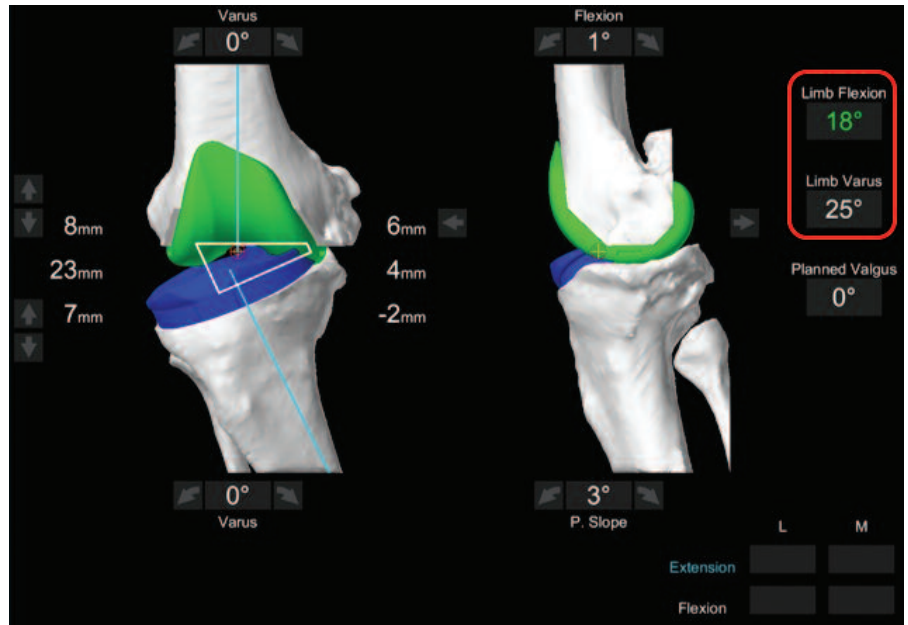 Varus
0°
Flexion
1°
Limb Flexion
18°
Limb Varus
25°
Planned Valgus
0°
8mm
6mm
23mm
4mm
7mm
-2mm
0°
Varus
3°
P. Slope
L M
Extension
Flexion